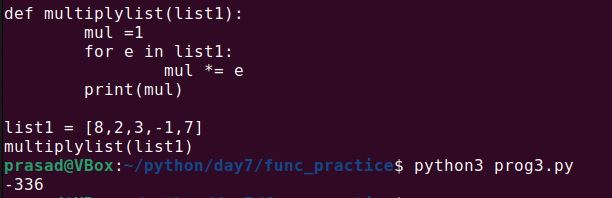 def multiplylist(list1):
        mul =1
        for e in list1:
                mul *= e
        print(mul)

list1 = [8,2,3,-1,7]
multiplylist(list1)
prasad@VBox:~/python/day7/func_practice$ python3 prog3.py
-336